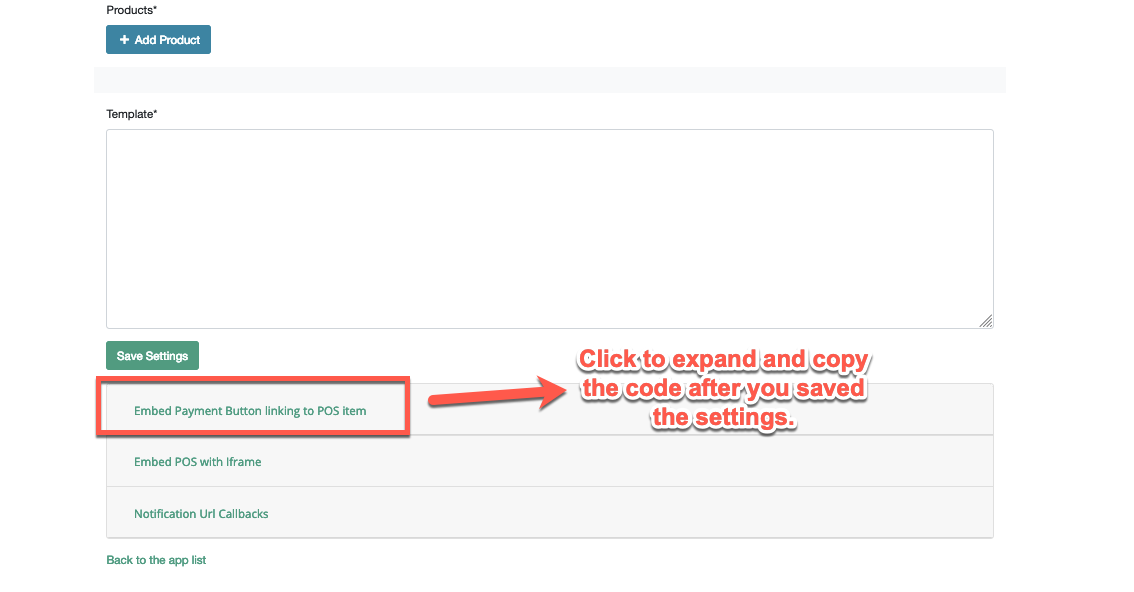 Products*
+ Add Product
Template*
Save Settings
Click to expand and copy
the code after you saved
the settings.
Embed Payment Button linking to POS item
Embed POS with Iframe
Notification Url Callbacks
Back to the app list